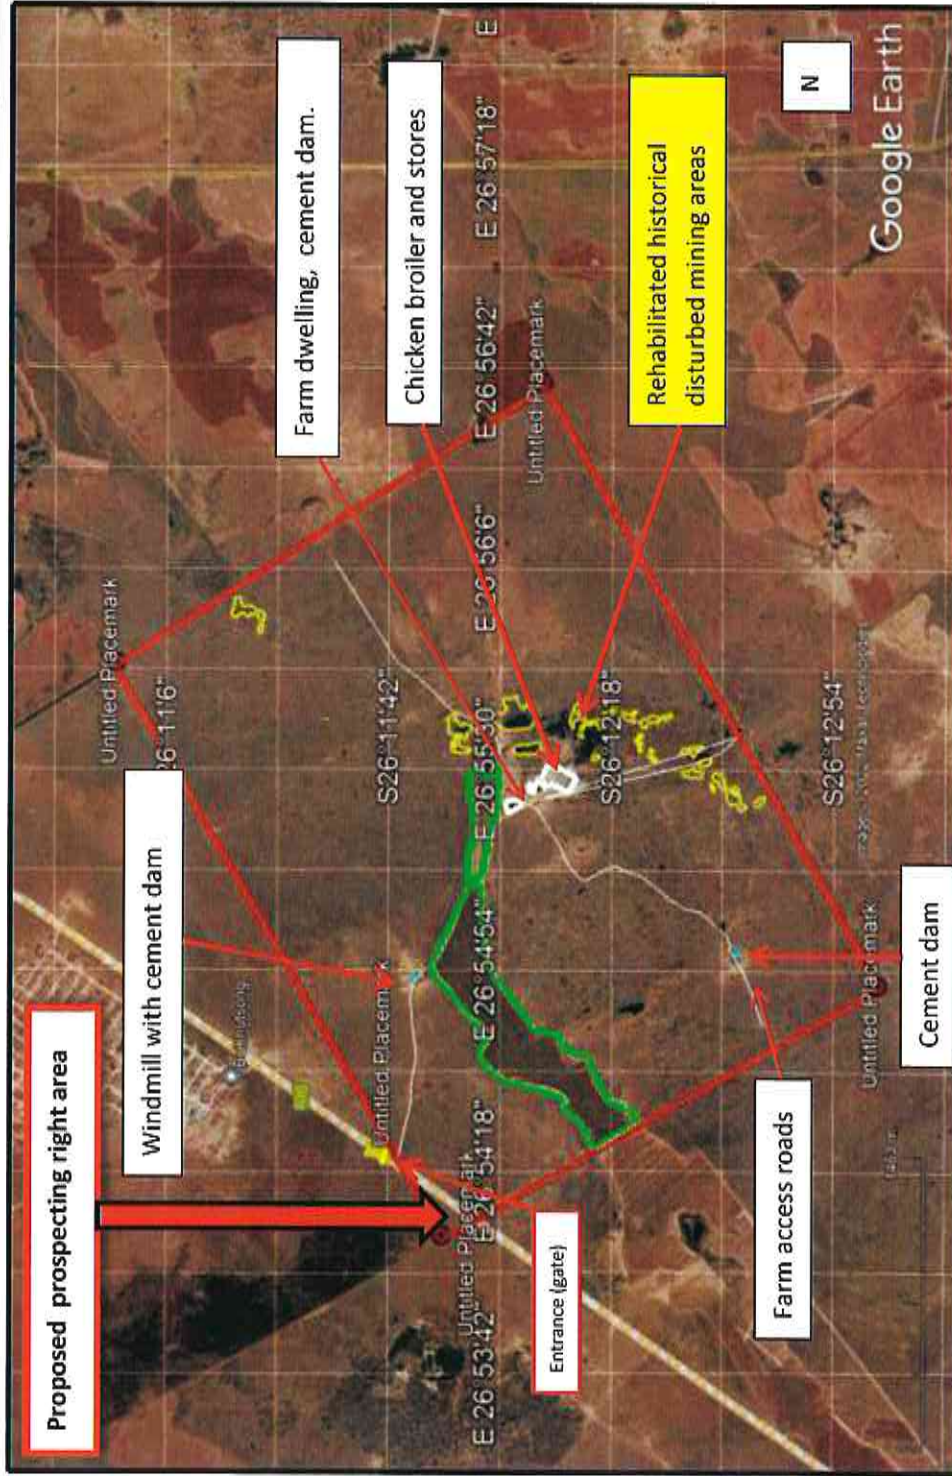 Proposed prospecting right area
Windmill with cement dam
Farm dwelling, cement dam.
Chicken broiler and stores
Rehabilitated historical
disturbed mining areas
N
Entrance (gate)
Farm access roads
Cement dam
Untitled Placemark
Untitled Placemark
Untitled Placemark
Untitled Placemark
Untitled Placemark
26°11'6"
S26°11'42"
S26°12'18"
S26°12'54"
E 26°53'42"
E 26°54'18"
E 26°54'54"
E 26°55'30"
E 26°56'6"
E 26°56'42"
E 26°57'18"
E
Google Earth